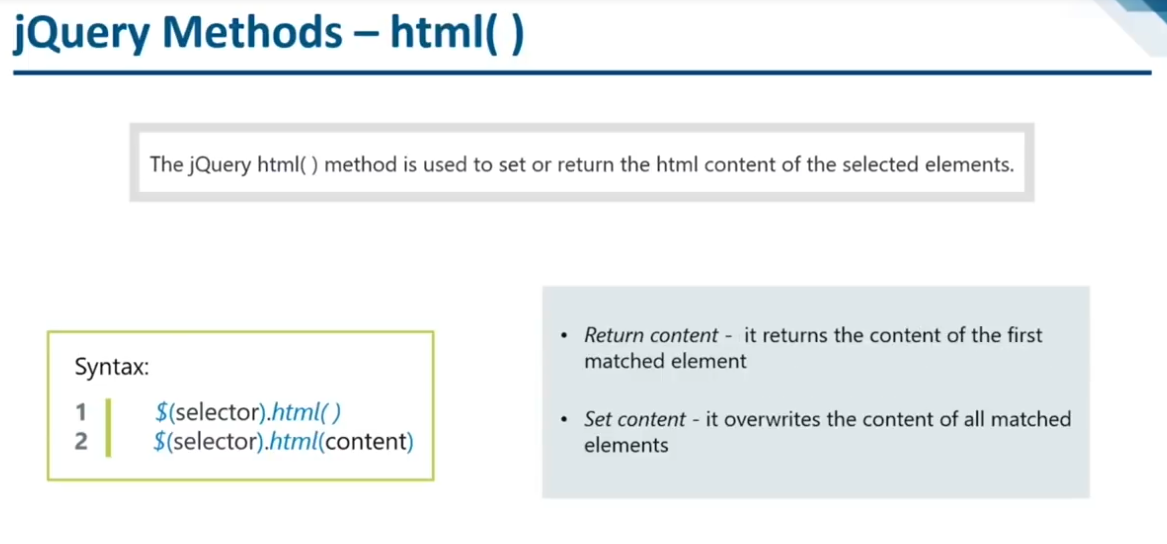 jQuery Methods – html( )
The jQuery html( ) method is used to set or return the html content of the selected elements.
Syntax:
1 $(selector).html( )
2 $(selector).html(content)
• Return content - it returns the content of the first
matched element
• Set content - it overwrites the content of all matched
elements